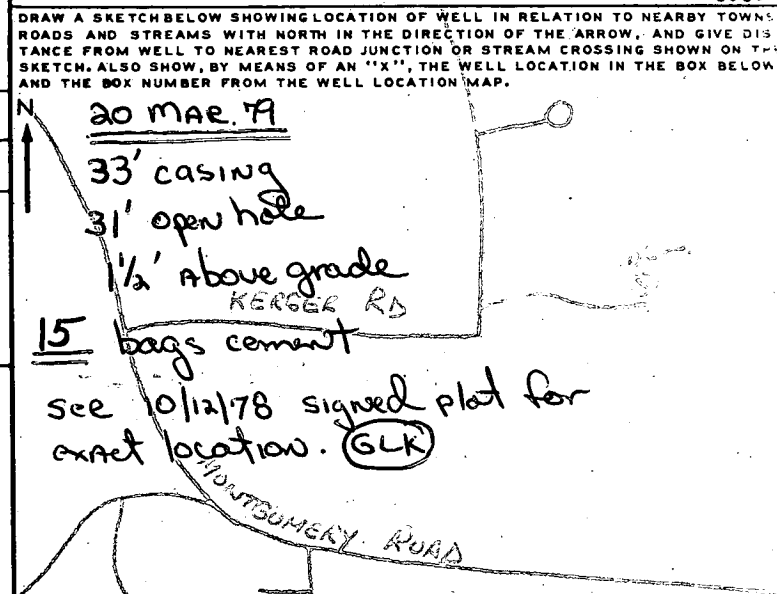 DRAW A SKETCH BELOW SHOWING LOCATION OF WELL IN RELATION TO NEARBY TOWNS
ROADS AND STREAMS WITH NORTH IN THE DIRECTION OF THE ARROW, AND GIVE DIS
TANCE FROM WELL TO NEAREST ROAD JUNCTION OR STREAM CROSSING SHOWN ON THE
SKETCH. ALSO SHOW, BY MEANS OF AN "X", THE WELL LOCATION IN THE BOX BELOW
AND THE BOX NUMBER FROM THE WELL LOCATION MAP.
N
20 MAR. 79
33' casing
31' open hole
1 1/2' Above grade
KERGER RD
15 bags cement
see 10/12/78 signed plat for
exact location. GLK
MONTGOMERY ROAD